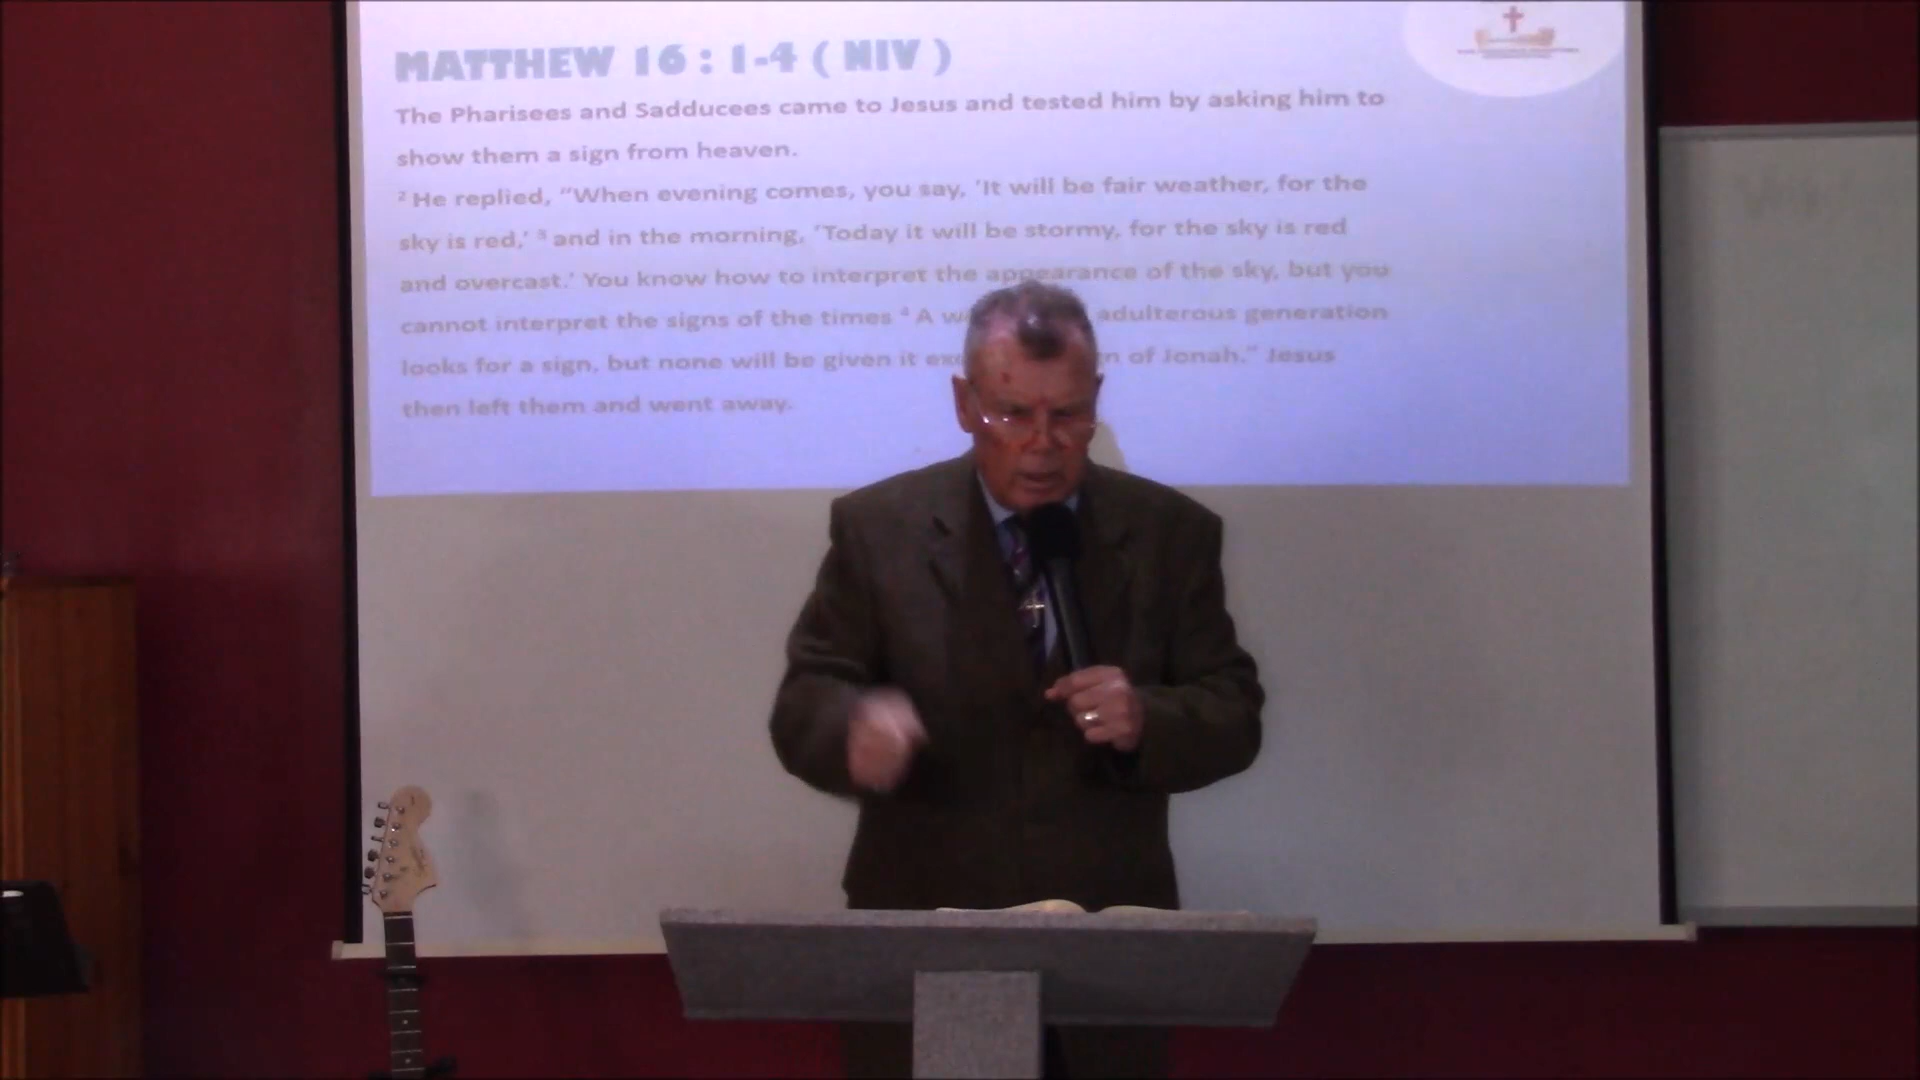 MATTHEW 16 : 1-4 ( NIV )
The Pharisees and Sadducees came to Jesus and tested him by asking him to
show them a sign from heaven.
² He replied, “When evening comes, you say, ‘It will be fair weather, for the
sky is red,’ ³ and in the morning, ‘Today it will be stormy, for the sky is red
and overcast.’ You know how to interpret the appearance of the sky, but you
cannot interpret the signs of the times ⁴ A adulterous generation
looks for a sign, but none will be given it of Jonah.” Jesus
then left them and went away.